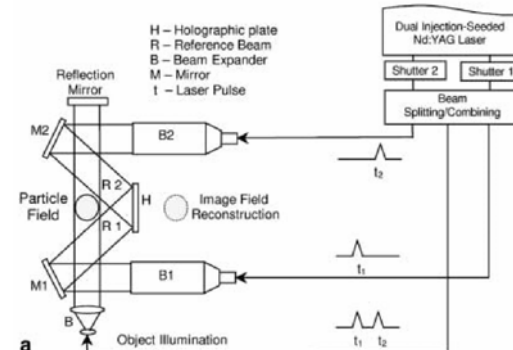 H – Holographic plate
R – Reference Beam
B – Beam Expander
M – Mirror
t – Laser Pulse
Dual Injection-Seeded
Nd:YAG Laser
Shutter 2
Shutter 1
Beam
Splitting/Combining
Reflection
Mirror
M2
B2
t₂
R 2
H
Particle
Field
Image Field
Reconstruction
R 1
t₁
M1
B1
B
t₁ t₂
a
Object Illumination